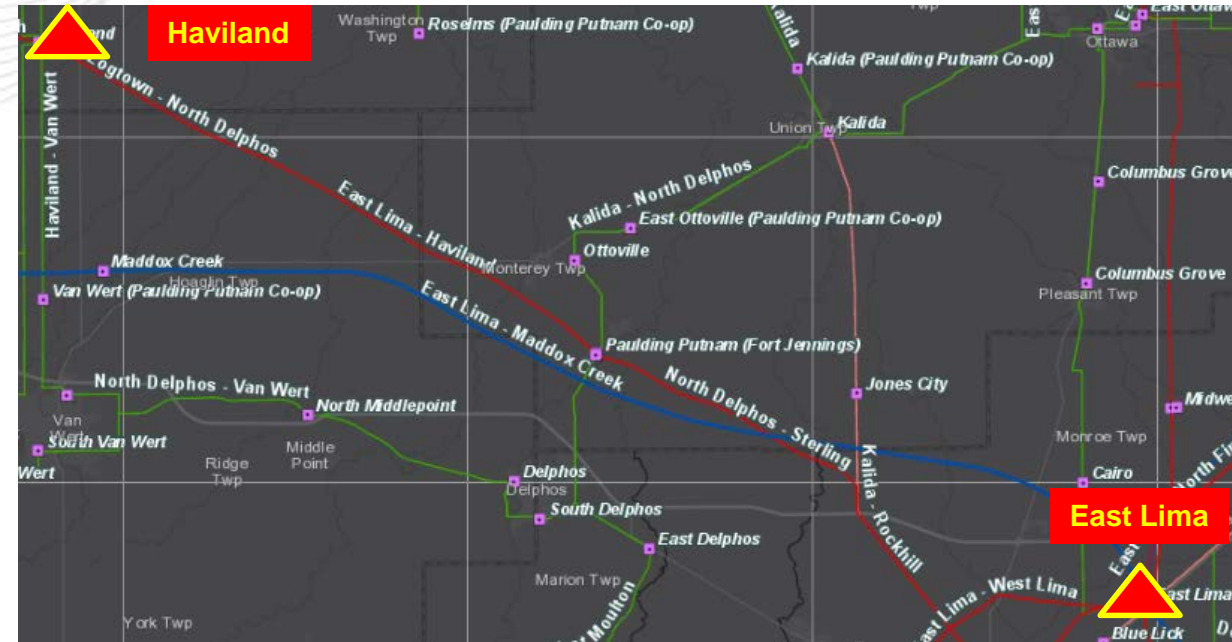 Haviland
Washington
Twp
Roselms (Paulding Putnam Co-op)
Kalida
East
Ottawa
Kalida (Paulding Putnam Co-op)
Logtown - North Delphos
Haviland - Van Wert
Union Twp
Kalida
East Lima - Haviland
Kalida - North Delphos
East Ottoville (Paulding Putnam Co-op)
Columbus Grove
Ottoville
Monterey Twp
Maddox Creek
Hoaglin Twp
Van Wert (Paulding Putnam Co-op)
East Lima - Maddox Creek
Columbus Grove
Pleasant Twp
Paulding Putnam (Fort Jennings)
North Delphos - Sterling
North Delphos - Van Wert
North Middlepoint
Jones City
Van
Wert
South Van Wert
Wert
Middle
Point
Ridge
Twp
Monroe Twp
Delphos
Delphos
South Delphos
Kalida - Rockhill
Cairo
East Lima
East Delphos
Marion Twp
Moulton
East Lima - West Lima
East Lima
York Twp
Blue Lick